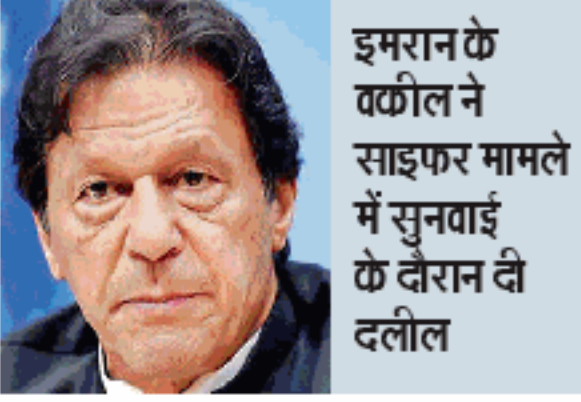 इमरान के
वकील ने
साइफर मामले
में सुनवाई
के दौरान दी
दलील